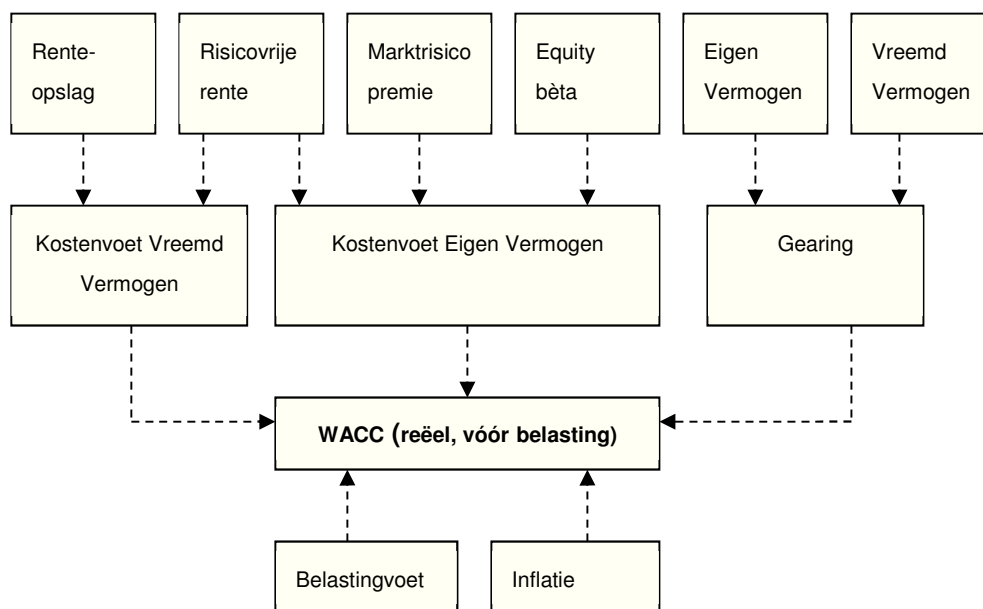 Rente-
opslag
Risicovrije
rente
Marktrisico
premie
Equity
bèta
Eigen
Vermogen
Vreemd
Vermogen
Kostenvoet Vreemd
Vermogen
Kostenvoet Eigen Vermogen
Gearing
WACC (reëel, vóór belasting)
Belastingvoet
Inflatie